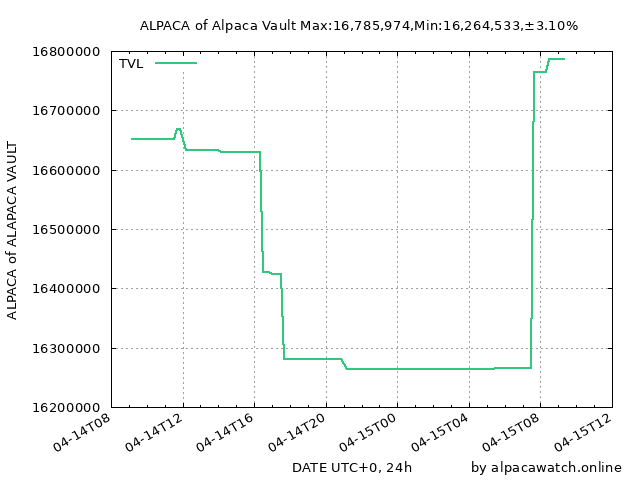 ALPACA of Alpaca Vault Max:16,785,974,Min:16,264,533,±3.10%
TVL
16800000
16700000
16600000
16500000
16400000
16300000
16200000
ALPACA of ALAPACA VAULT
04-14T08
04-14T12
04-14T16
04-14T20
04-15T00
04-15T04
04-15T08
04-15T12
DATE UTC+0, 24h
by alpacawatch.online